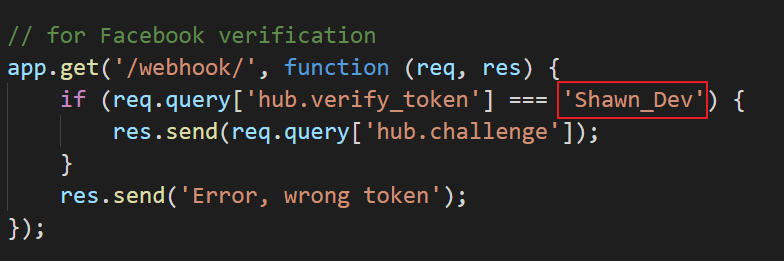 // for Facebook verification
app.get('/webhook/', function (req, res) {
    if (req.query['hub.verify_token'] === 'Shawn_Dev') {
        res.send(req.query['hub.challenge']);
    }
    res.send('Error, wrong token');
});